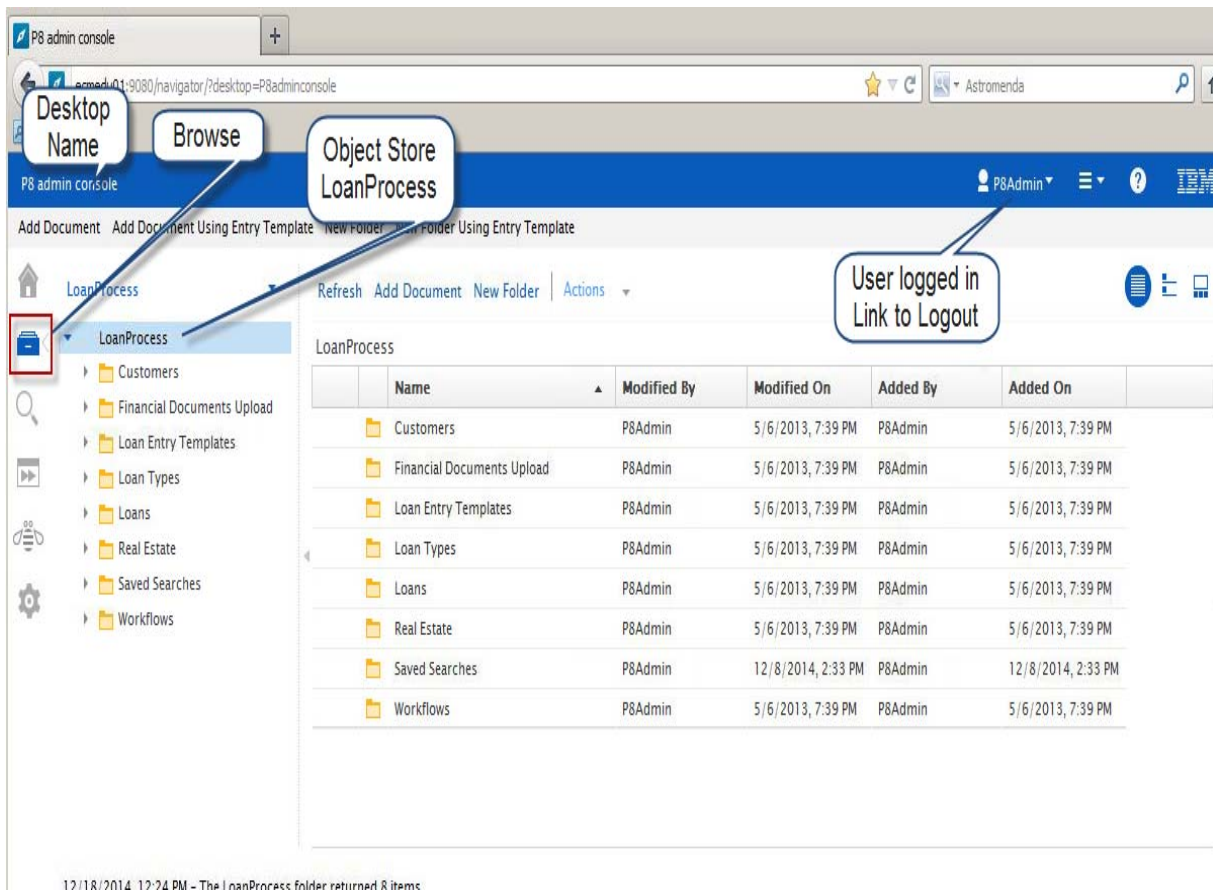 P8 admin console
+
ecmedu01:9080/navigator/?desktop=P8adminconsole
Astromenda
Desktop
Name
Browse
Object Store
LoanProcess
P8 admin console
P8Admin
?
IBM
Add Document Add Document Using Entry Template New Folder New Folder Using Entry Template
User logged in
Link to Logout
LoanProcess
Refresh Add Document New Folder Actions
LoanProcess
Customers
Financial Documents Upload
Loan Entry Templates
Loan Types
Loans
Real Estate
Saved Searches
Workflows
LoanProcess
Name Modified By Modified On Added By Added On
Customers P8Admin 5/6/2013, 7:39 PM P8Admin 5/6/2013, 7:39 PM
Financial Documents Upload P8Admin 5/6/2013, 7:39 PM P8Admin 5/6/2013, 7:39 PM
Loan Entry Templates P8Admin 5/6/2013, 7:39 PM P8Admin 5/6/2013, 7:39 PM
Loan Types P8Admin 5/6/2013, 7:39 PM P8Admin 5/6/2013, 7:39 PM
Loans P8Admin 5/6/2013, 7:39 PM P8Admin 5/6/2013, 7:39 PM
Real Estate P8Admin 5/6/2013, 7:39 PM P8Admin 5/6/2013, 7:39 PM
Saved Searches P8Admin 12/8/2014, 2:33 PM P8Admin 12/8/2014, 2:33 PM
Workflows P8Admin 5/6/2013, 7:39 PM P8Admin 5/6/2013, 7:39 PM
12/18/2014, 12:24 PM - The LoanProcess folder returned 8 items